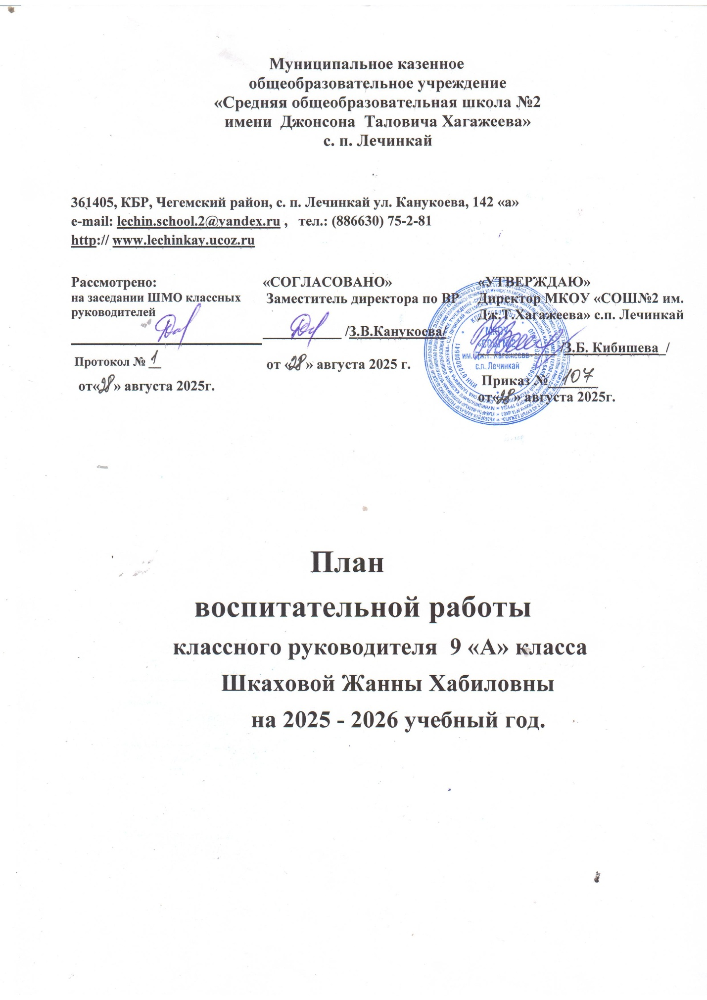 Муниципальное казенное
общеобразовательное учреждение
«Средняя общеобразовательная школа №2
имени Джонсона Таловича Хагажеева»
с. п. Лечинкай
361405, КБР, Чегемский район, с. п. Лечинкай ул. Канукоева, 142 «а»
e-mail: lechin.school.2@yandex.ru , тел.: (886630) 75-2-81
http:// www.lechinkay.ucoz.ru
Рассмотрено:
на заседании ШМО классных
руководителей
Протокол № 1
от«28» августа 2025г.
«СОГЛАСОВАНО»
Заместитель директора по ВР
/З.В.Канукоева/
от «28» августа 2025 г.
«УТВЕРЖДАЮ»
Директор МКОУ «СОШ№2 им.
Дж.Т. Хагажеева» с.п. Лечинкай
/З.Б. Кибишева /
Приказ № 107
от«28» августа 2025г.
МКОУ
«СОШ №2
им. Дж.Т. Хагажеева»
с.п. Лечинкай
ИНН 0708006641
План
воспитательной работы
классного руководителя 9 «А» класса
Шкаховой Жанны Хабиловны
на 2025 - 2026 учебный год.